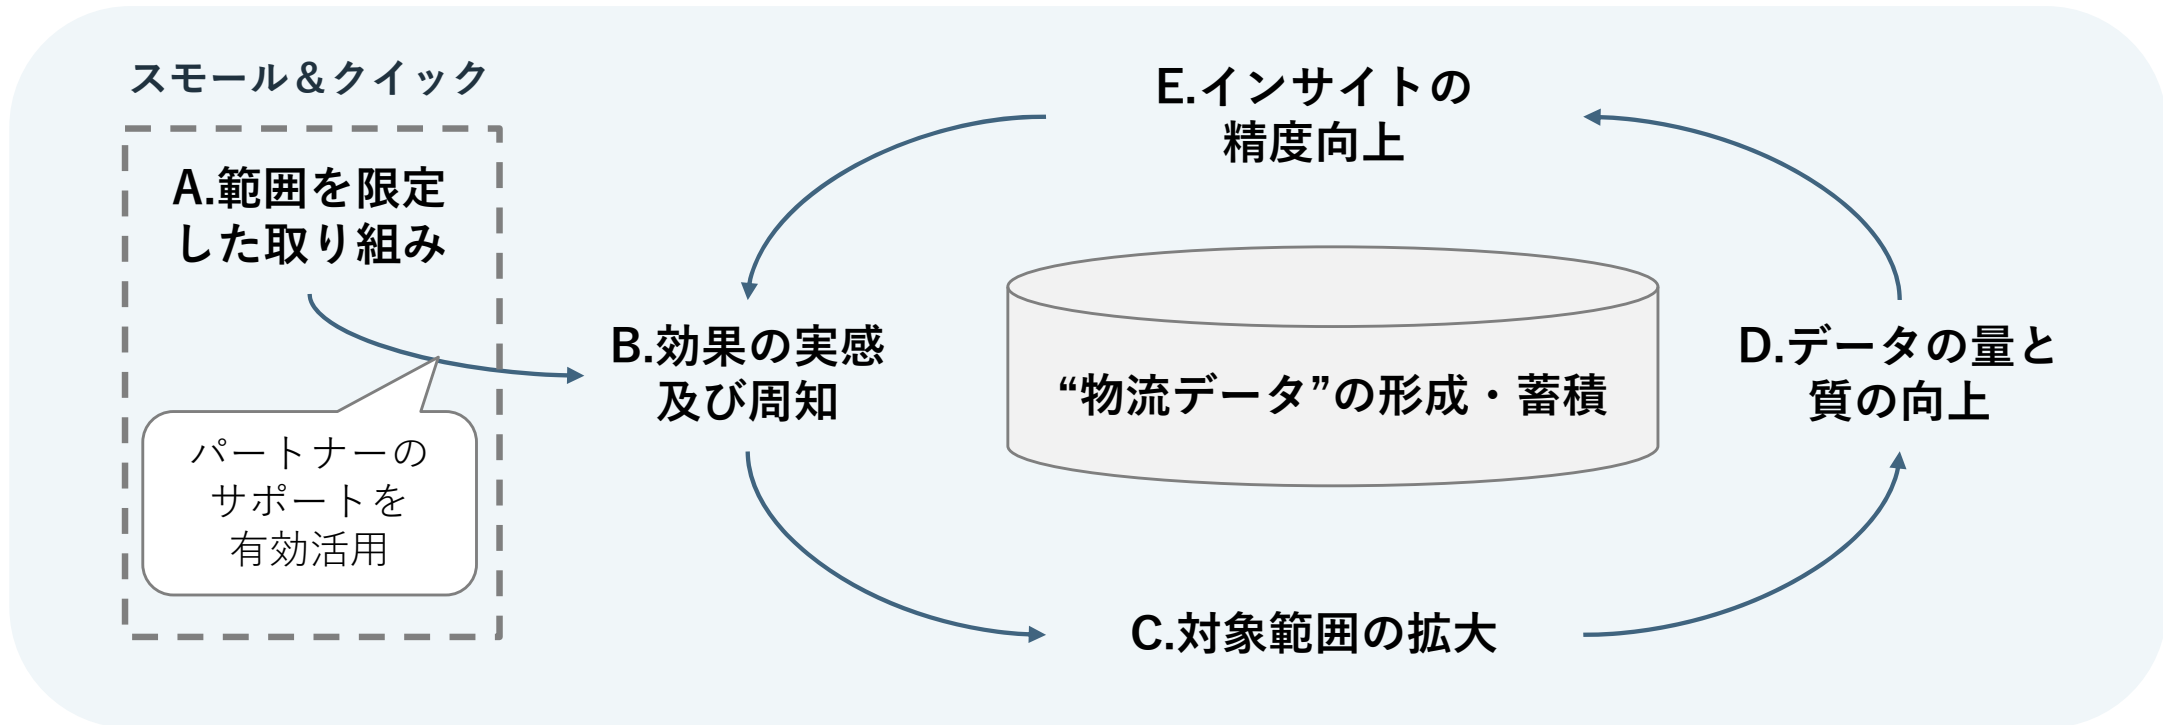 スモール＆クイック
A.範囲を限定
した取り組み
パートナーの
サポートを
有効活用
B.効果の実感
及び周知
E.インサイトの
精度向上
“物流データ”の形成・蓄積
D.データの量と
質の向上
C.対象範囲の拡大